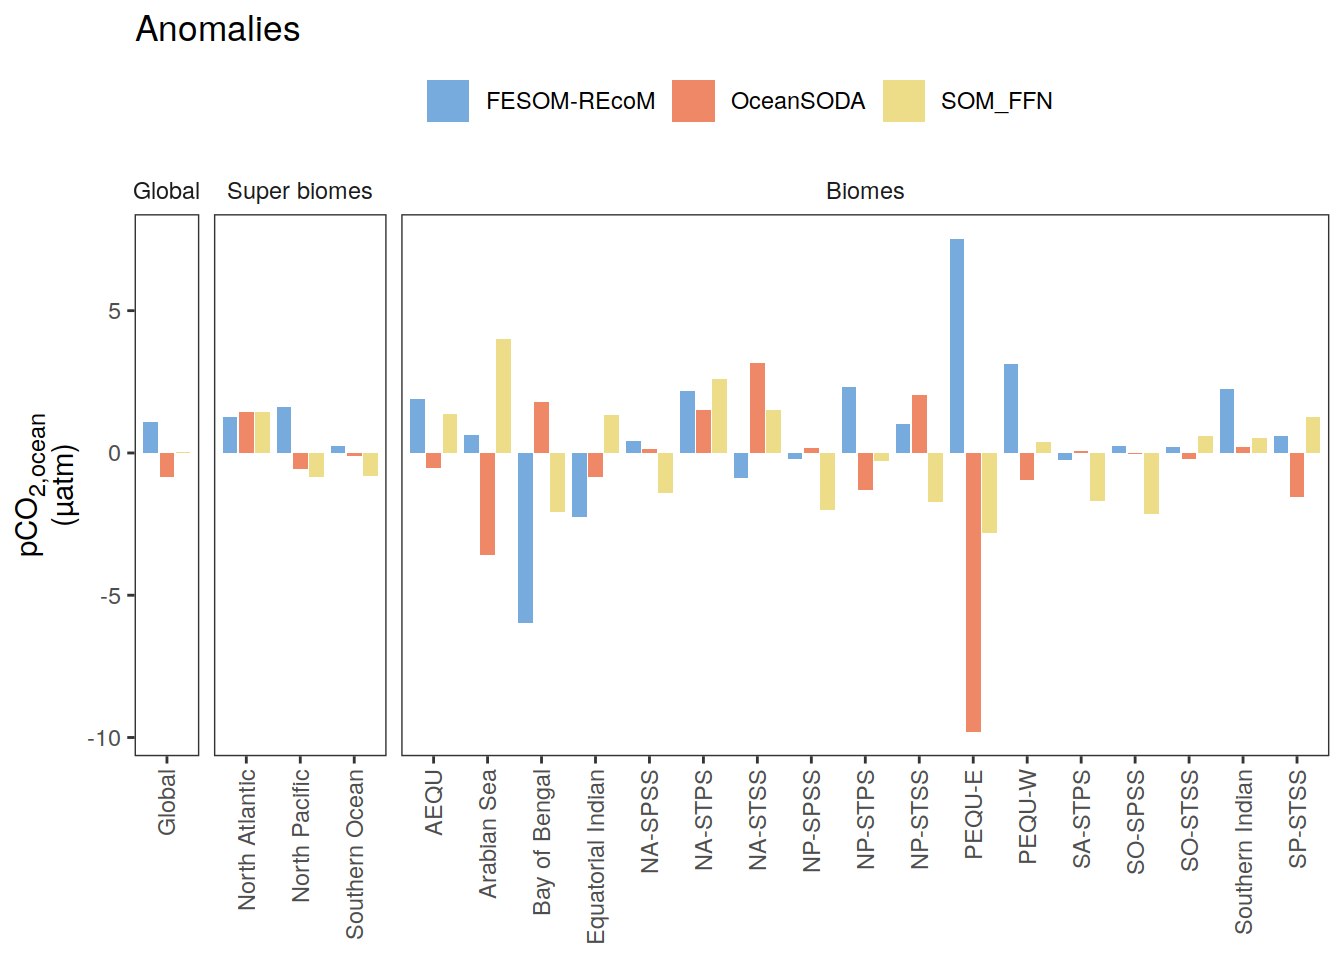 Anomalies
FESOM-REcoM OceanSODA SOM_FFN
Global Super biomes Biomes
pCO2,ocean
(µatm)
5
0
-5
-10
Global
North Atlantic
North Pacific
Southern Ocean
AEQU
Arabian Sea
Bay of Bengal
Equatorial Indian
NA-SPSS
NA-STPS
NA-STSS
NP-SPSS
NP-STPS
NP-STSS
PEQU-E
PEQU-W
SA-STPS
SO-SPSS
SO-STSS
Southern Indian
SP-STSS